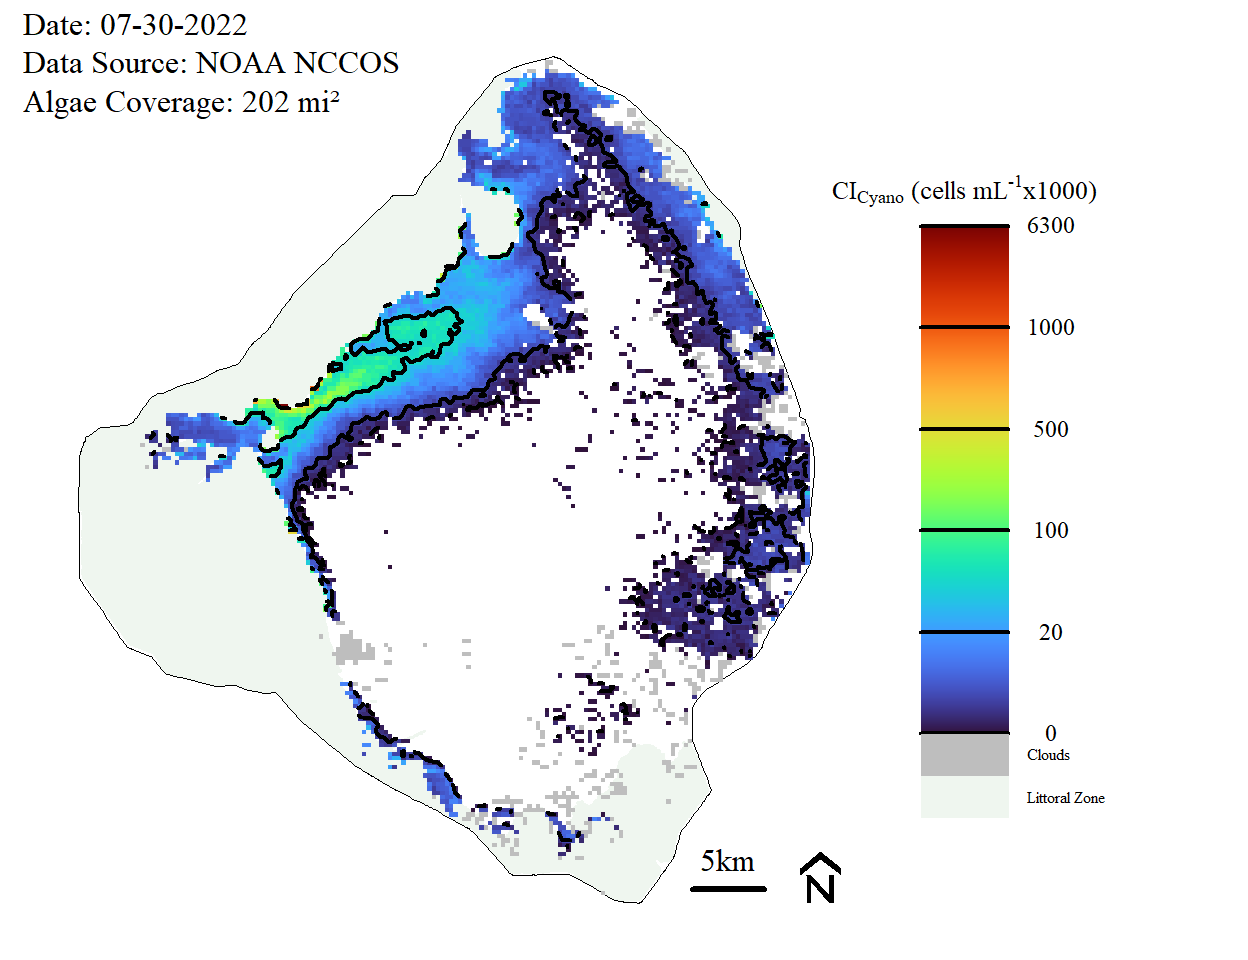 Date: 07-30-2022
Data Source: NOAA NCCOS
Algae Coverage: 202 mi²
CICyano (cells mL-1x1000)
6300
1000
500
100
20
0
Clouds
Littoral Zone
5km
N